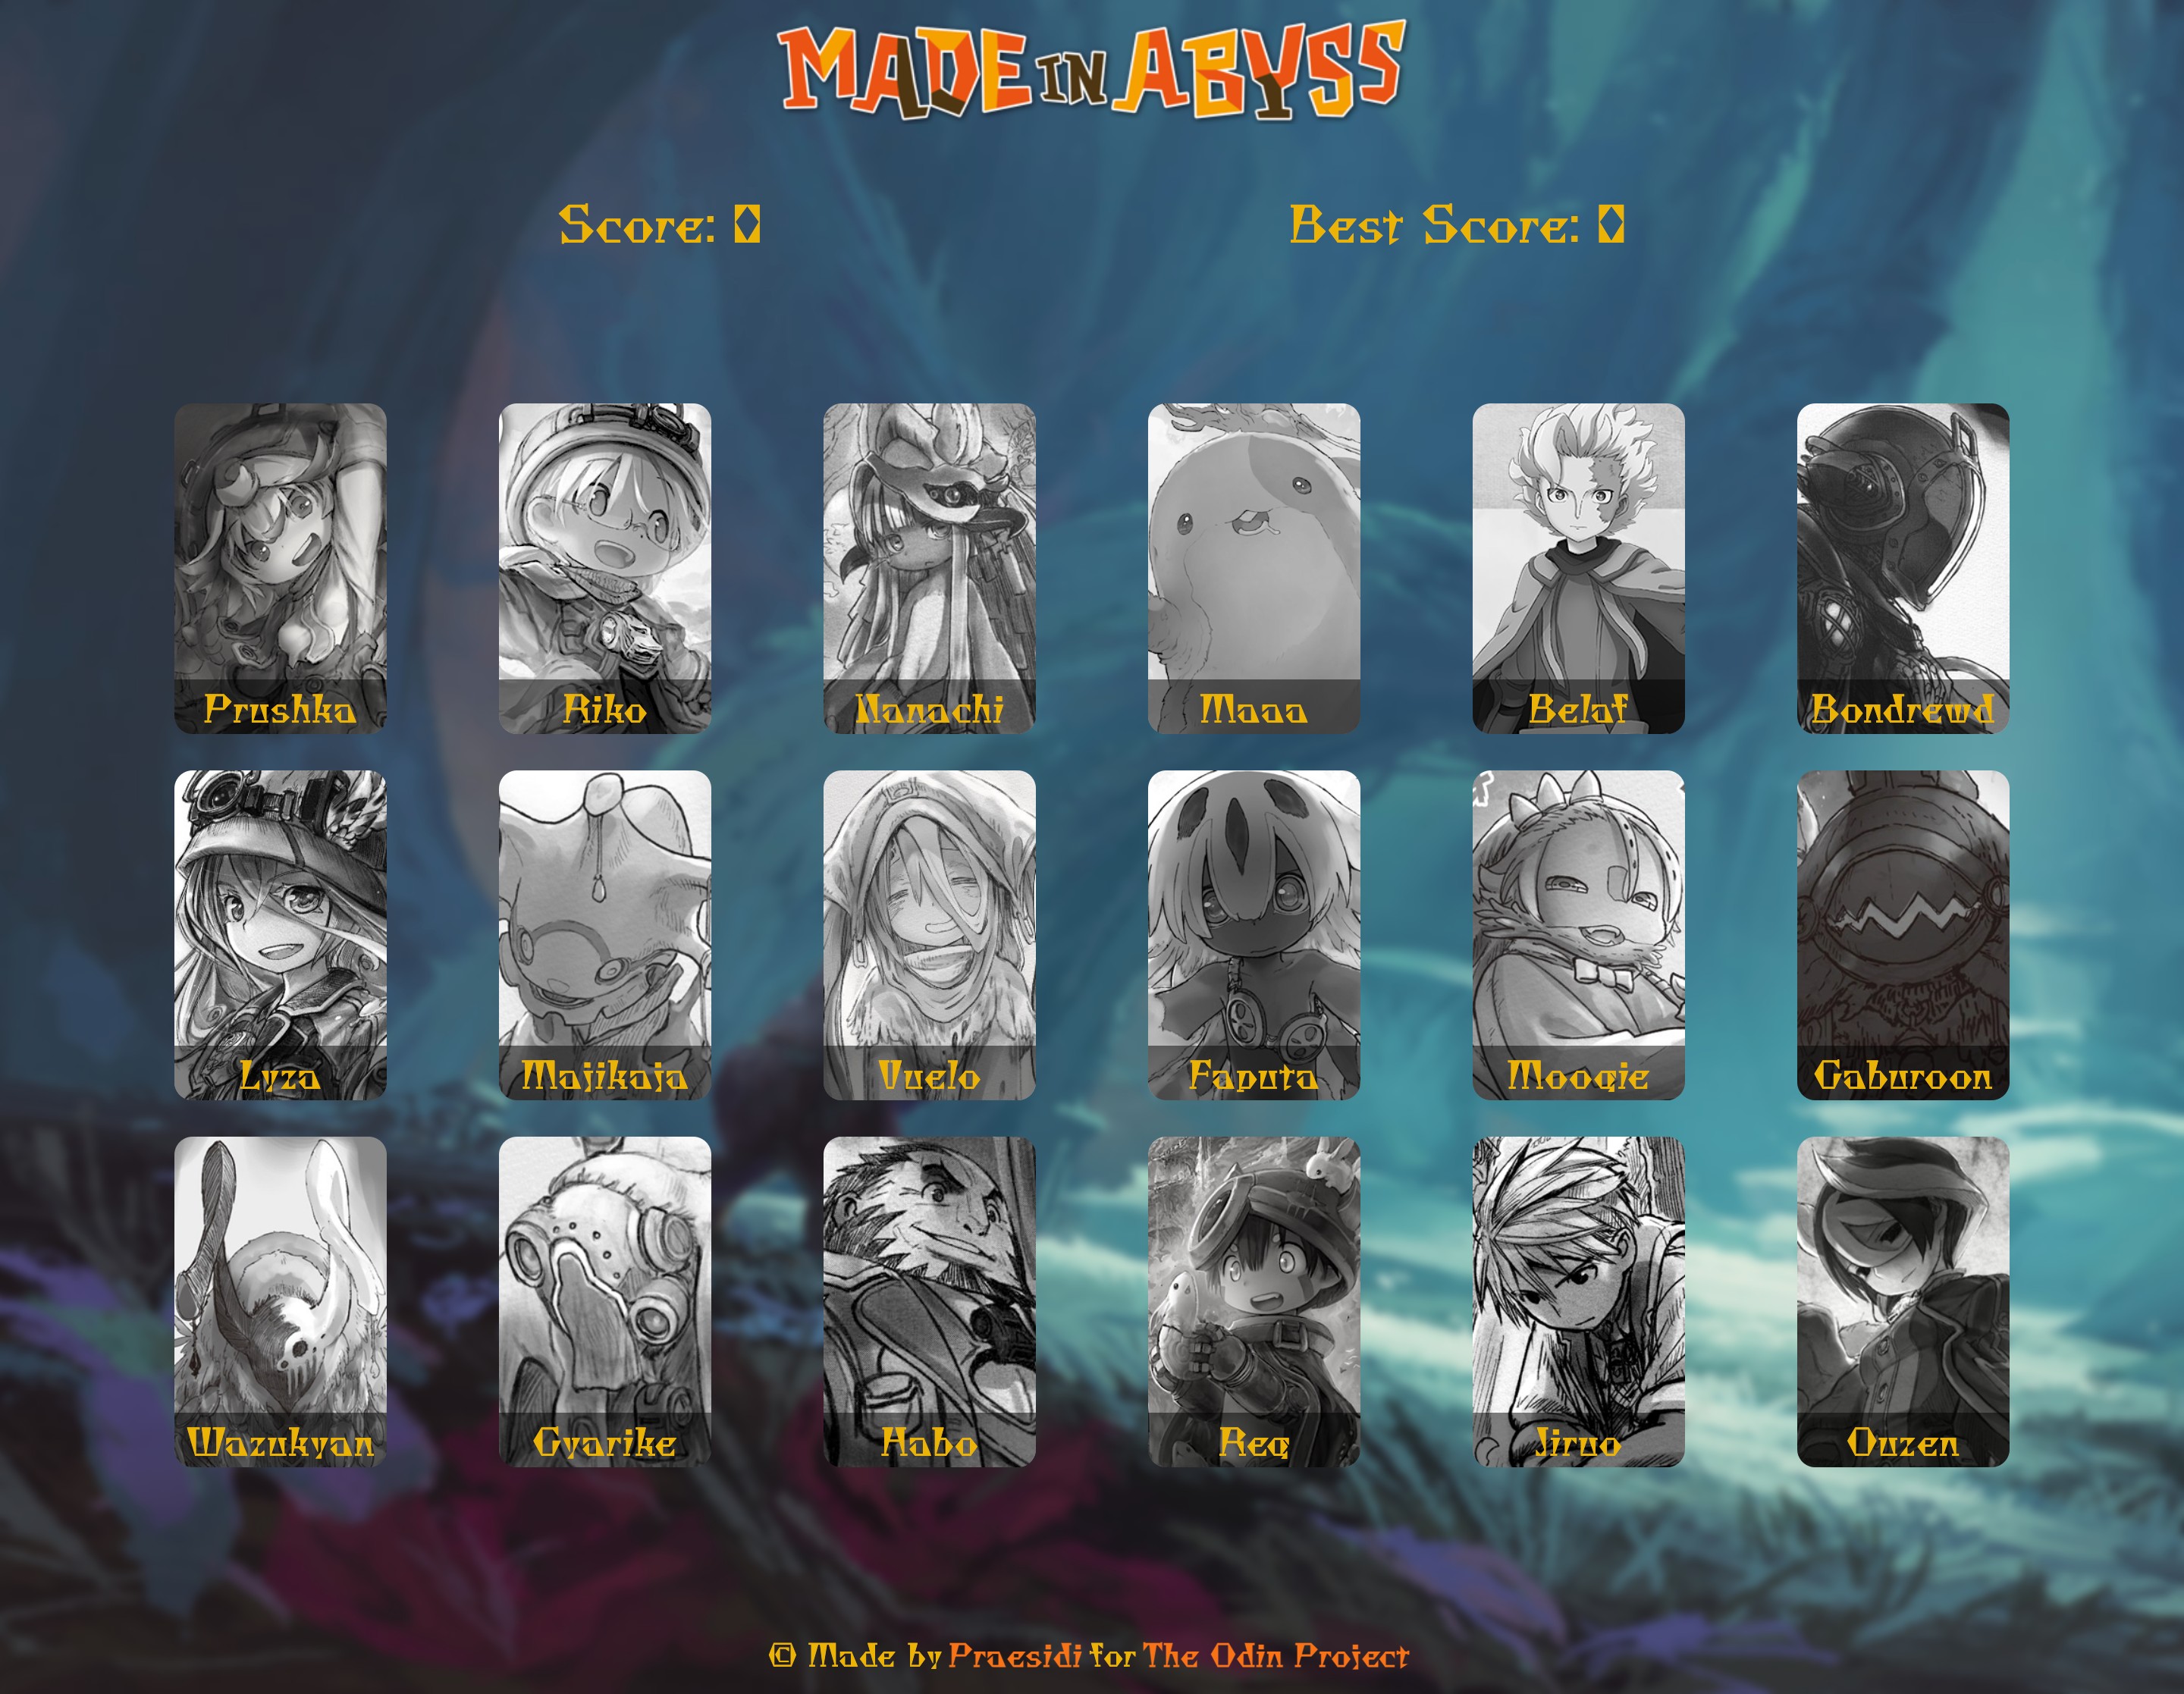 MADE IN ABYSS
Score: 0
Best Score: 0
Prushka
Riko
Nanachi
Maaa
Belaf
Bondrewd
Lyza
Majikaja
Vuelo
Faputa
Moogie
Gaburoon
Wazukyan
Gyarike
Habo
Reg
Jiruo
Ouzen
© Made by Praesidi for The Odin Project